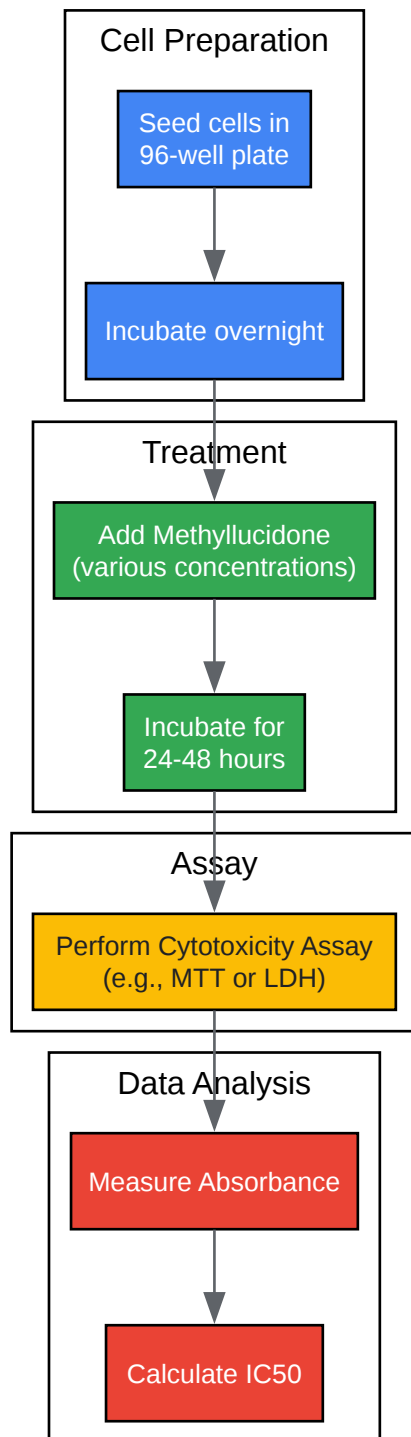 Cell Preparation
Seed cells in
96-well plate
Incubate overnight
Treatment
Add Methyllucidone
(various concentrations)
Incubate for
24-48 hours
Assay
Perform Cytotoxicity Assay
(e.g., MTT or LDH)
Data Analysis
Measure Absorbance
Calculate IC50